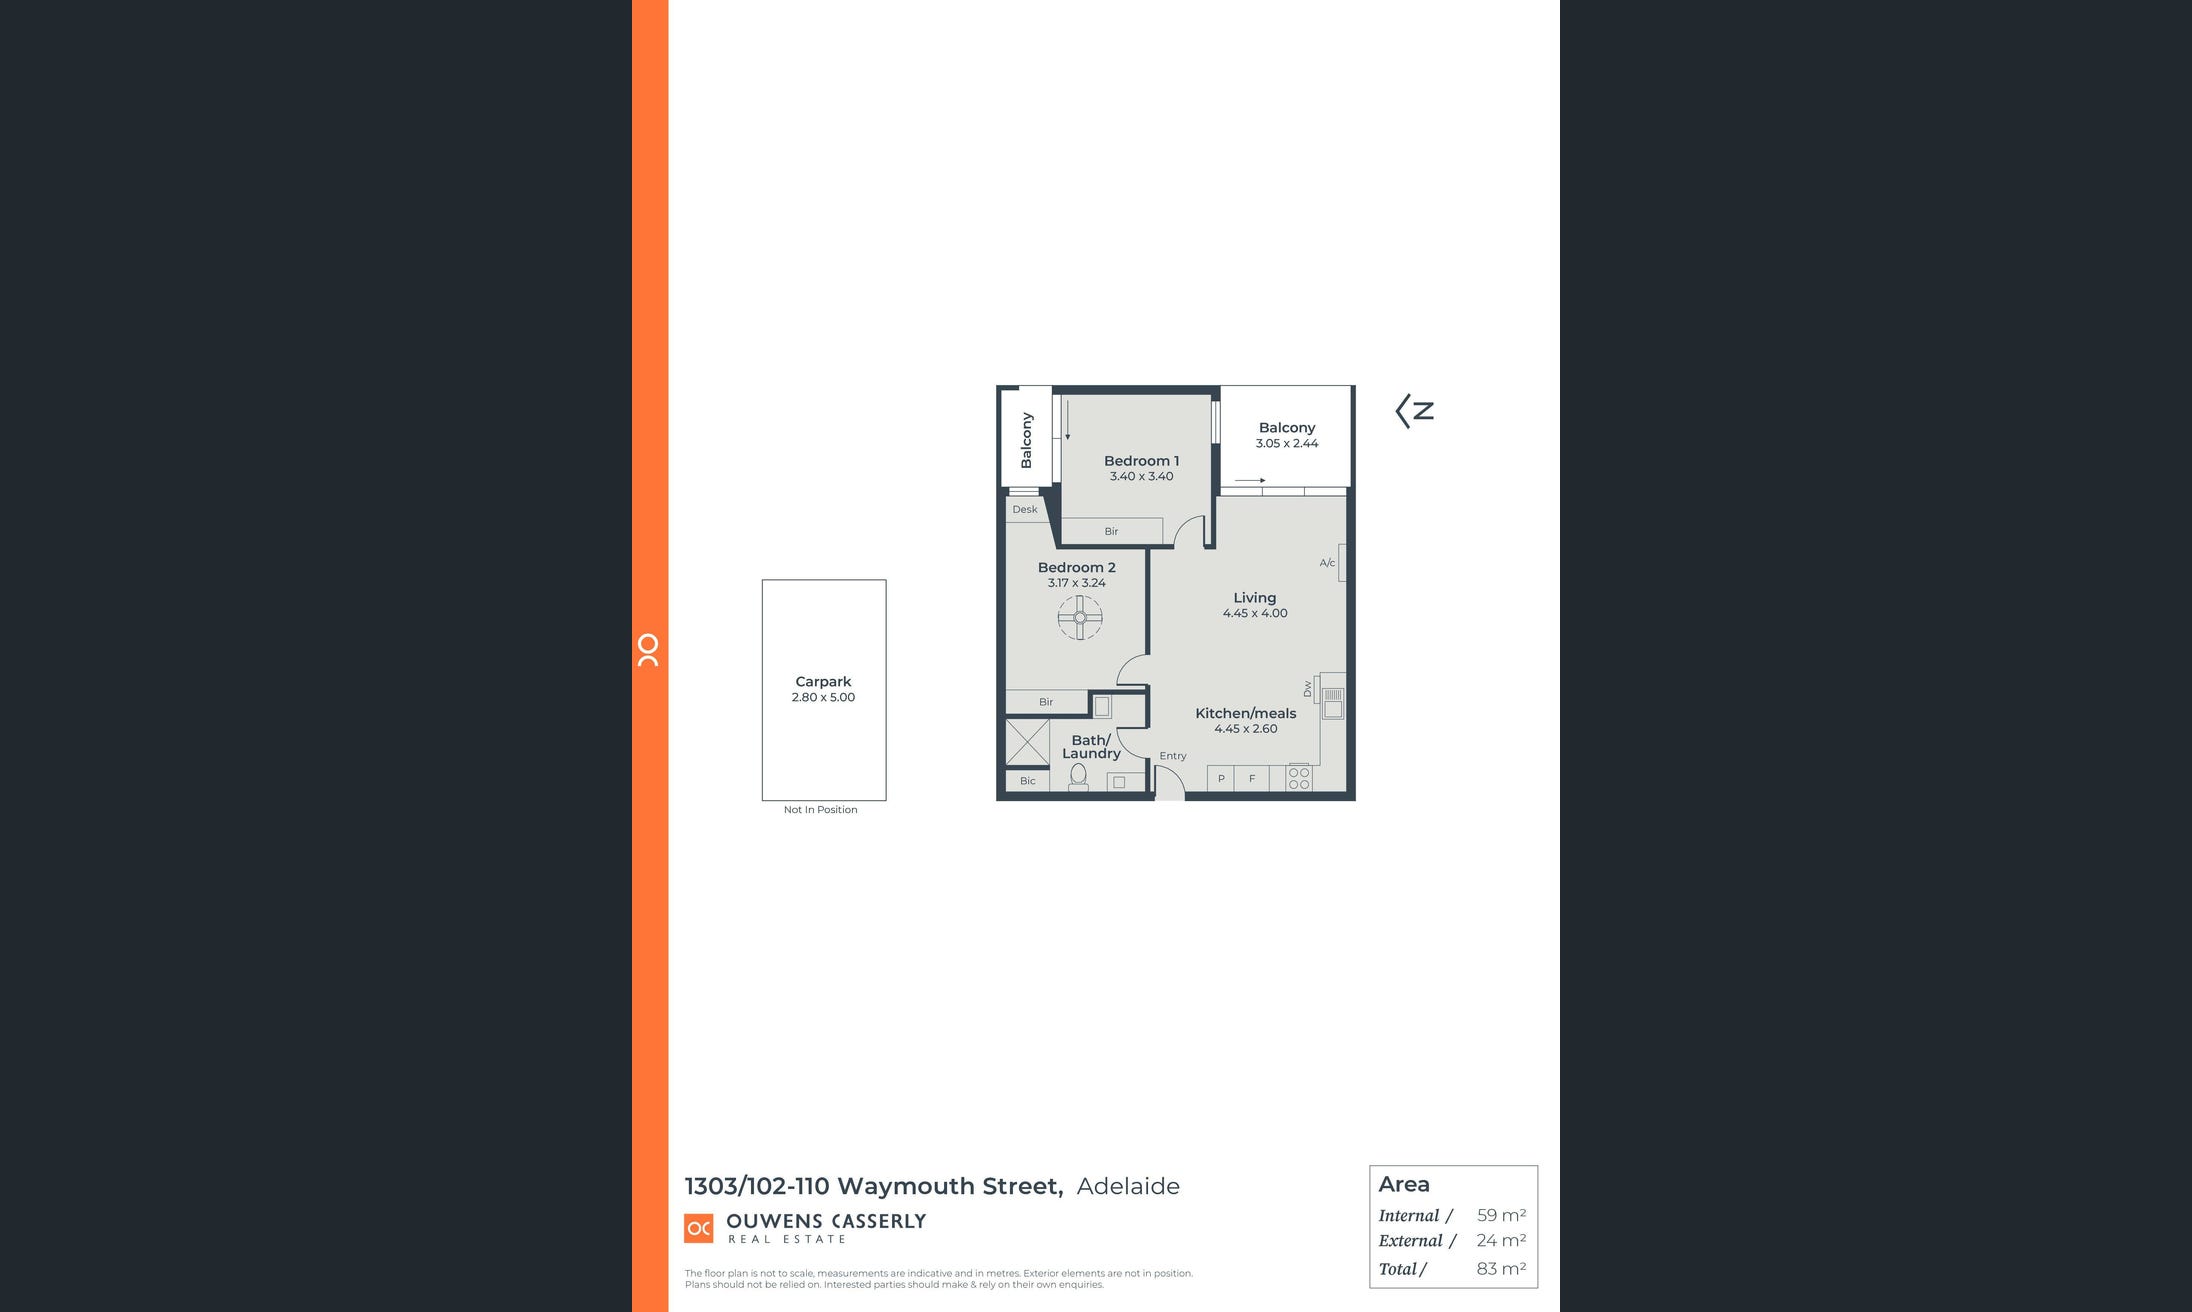 Balcony
Bedroom 1
3.40 x 3.40
Balcony
3.05 x 2.44
N
Desk
Bir
Bedroom 2
3.17 x 3.24
A/c
Living
4.45 x 4.00
Carpark
2.80 x 5.00
Not In Position
Dw
Bir
Kitchen/meals
4.45 x 2.60
Bath/
Laundry
Entry
Bic
P
F
1303/102-110 Waymouth Street, Adelaide
OC
OUWENS CASSERLY
REAL ESTATE
The floor plan is not to scale, measurements are indicative and in metres. Exterior elements are not in position.
Plans should not be relied on. Interested parties should make & rely on their own enquiries.
Area
Internal / 59 m²
External / 24 m²
Total / 83 m²
OC